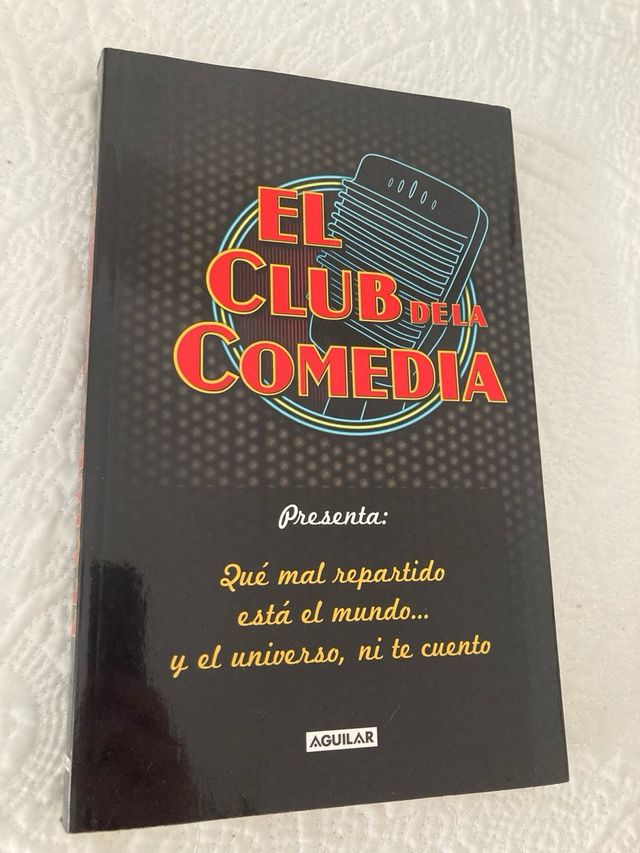 EL
CLUB DE LA
COMEDIA
Presenta:
Qué mal repartido
está el mundo...
y el universo, ni te cuento
AGUILAR